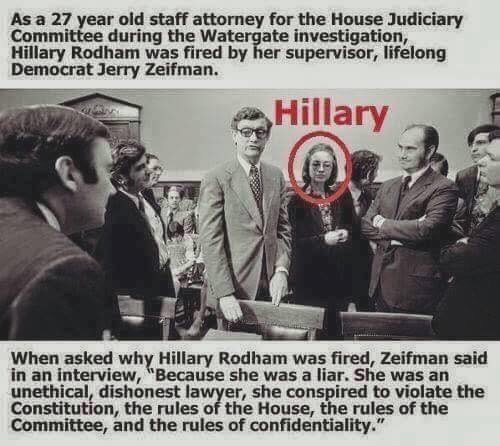 As a 27 year old staff attorney for the House Judiciary
Committee during the Watergate investigation,
Hillary Rodham was fired by her supervisor, lifelong
Democrat Jerry Zeifman.
Hillary
When asked why Hillary Rodham was fired, Zeifman said
in an interview, "Because she was a liar. She was an
unethical, dishonest lawyer, she conspired to violate the
Constitution, the rules of the House, the rules of the
Committee, and the rules of confidentiality."